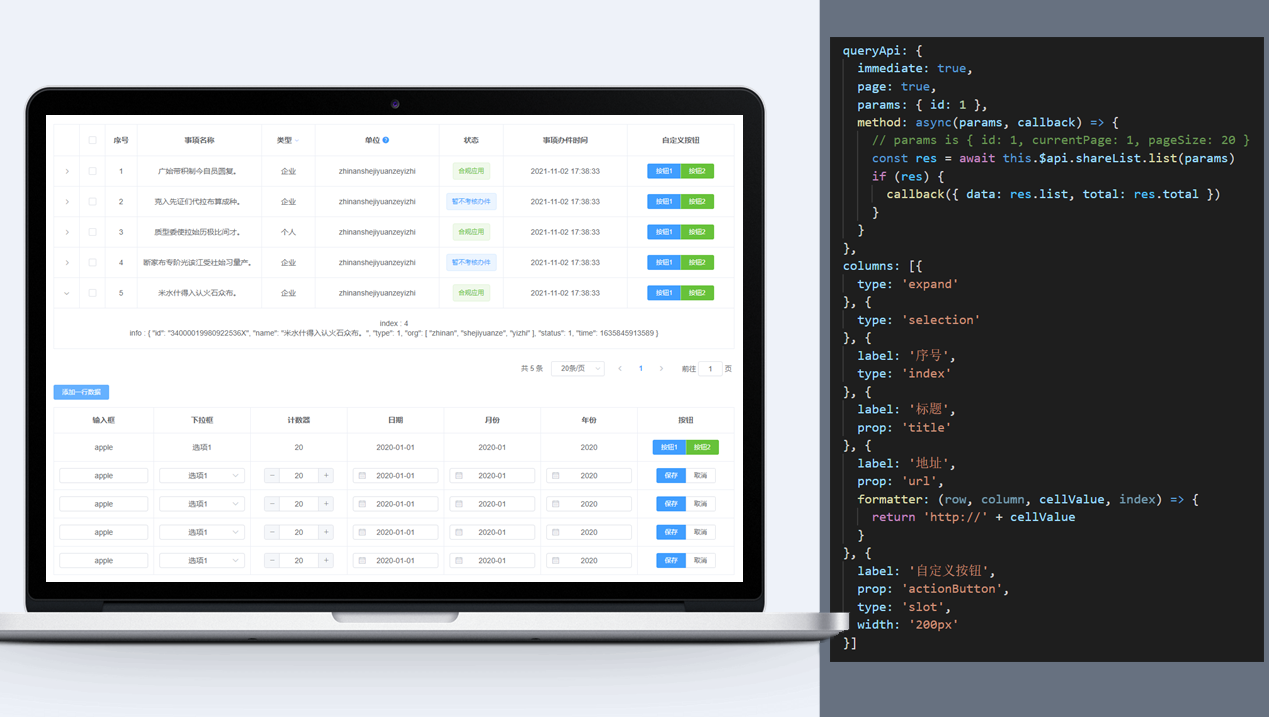 序号 事项名称 类型 单位 状态 事项办件时间 自定义按钮
1 广始带积制今自员圆复。 企业 zhinanshejiyuanzeyizhi 合规应用 2021-11-02 17:38:33 按钮1 按钮2
2 克入先证们代拉布算成种。 企业 zhinanshejiyuanzeyizhi 暂不考核办件 2021-11-02 17:38:33 按钮1 按钮2
3 质型委使拉始历极比间才。 个人 zhinanshejiyuanzeyizhi 合规应用 2021-11-02 17:38:33 按钮1 按钮2
4 断家布专阶光该江受社始习量产。 企业 zhinanshejiyuanzeyizhi 暂不考核办件 2021-11-02 17:38:33 按钮1 按钮2
5 米水什得入认火石众布。 企业 zhinanshejiyuanzeyizhi 合规应用 2021-11-02 17:38:33 按钮1 按钮2
index : 4
info : { "id": "34000019980922536X", "name": "米水什得入认火石众布。", "type": 1, "org": [ "zhinan", "shejiyuanze", "yizhi" ], "status": 1, "time": 1635845913589 }
共 5 条 20条/页 1 前往 1 页
添加一行数据
输入框 下拉框 计数器 日期 月份 年份 按钮
apple 选项1 20 2020-01-01 2020-01 2020 按钮1 按钮2
apple 选项1 − 20 + 2020-01-01 2020-01 2020 保存 取消
apple 选项1 − 20 + 2020-01-01 2020-01 2020 保存 取消
apple 选项1 − 20 + 2020-01-01 2020-01 2020 保存 取消
apple 选项1 − 20 + 2020-01-01 2020-01 2020 保存 取消
queryApi: {
immediate: true,
page: true,
params: { id: 1 },
method: async(params, callback) => {
// params is { id: 1, currentPage: 1, pageSize: 20 }
const res = await this.$api.shareList.list(params)
if (res) {
callback({ data: res.list, total: res.total })
}
}
},
columns: [{
type: 'expand'
}, {
type: 'selection'
}, {
label: '序号',
type: 'index'
}, {
label: '标题',
prop: 'title'
}, {
label: '地址',
prop: 'url',
formatter: (row, column, cellValue, index) => {
return 'http://' + cellValue
}
}, {
label: '自定义按钮',
prop: 'actionButton',
type: 'slot',
width: '200px'
}]